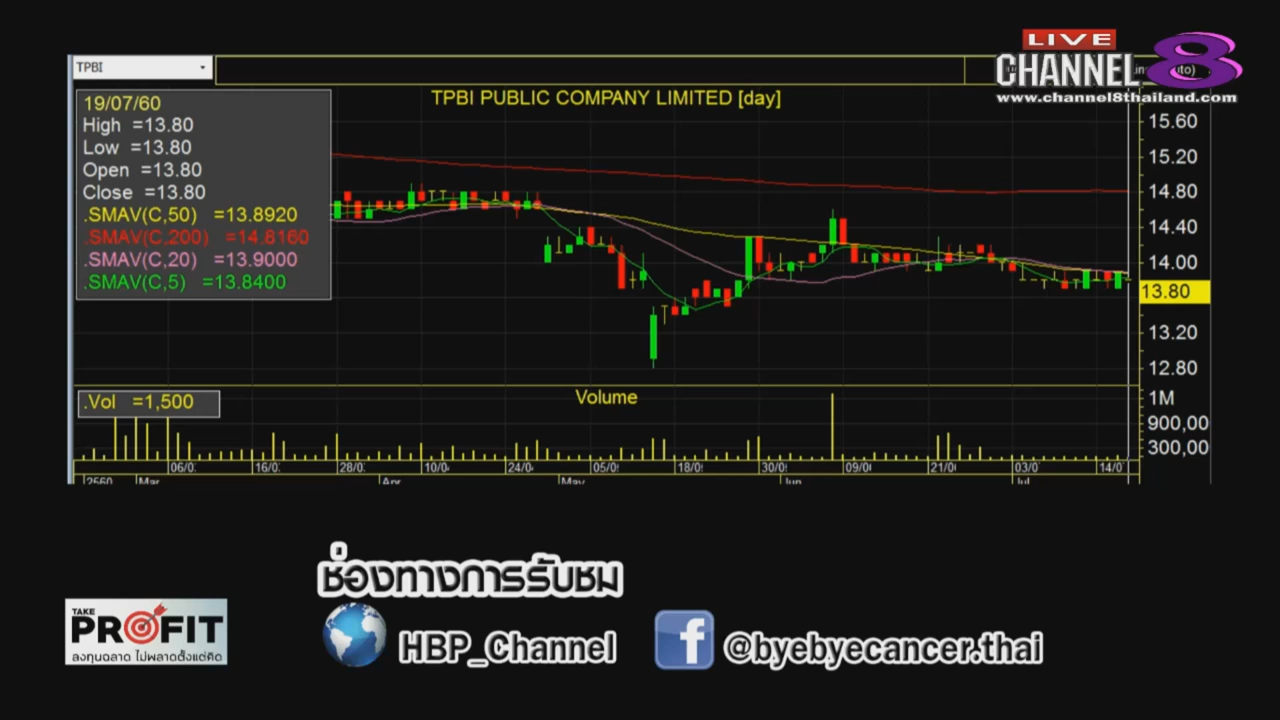 TPBI
LIVE
CHANNEL 8
www.channel8thailand.com
TPBI PUBLIC COMPANY LIMITED [day]
19/07/60
High =13.80
Low =13.80
Open =13.80
Close =13.80
.SMAV(C,50) =13.8920
.SMAV(C,200) =14.8160
.SMAV(C,20) =13.9000
.SMAV(C,5) =13.8400
15.60
15.20
14.80
14.40
14.00
13.80
13.20
12.80
.Vol =1,500
Volume
1M
900,00
300,00
06/0 16/0 28/0 10/0 24/0 05/0 18/0 30/0 09/0 21/0 03/0 14/0
2560 Mar Apr May Jun Jul
ช่องทางการรับชม
TAKE
PROFIT
ลงทุนฉลาด ไม่พลาดตั้งแต่คิด
HBP_Channel
@byebyecancer.thai